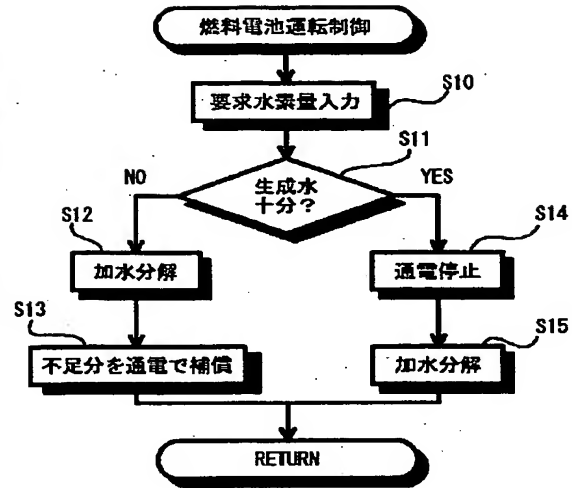 燃料電池運転制御
要求水素量入力
S10
S11
生成水
十分?
NO
YES
S12
加水分解
S14
通電停止
S13
不足分を通電で補償
S15
加水分解
RETURN